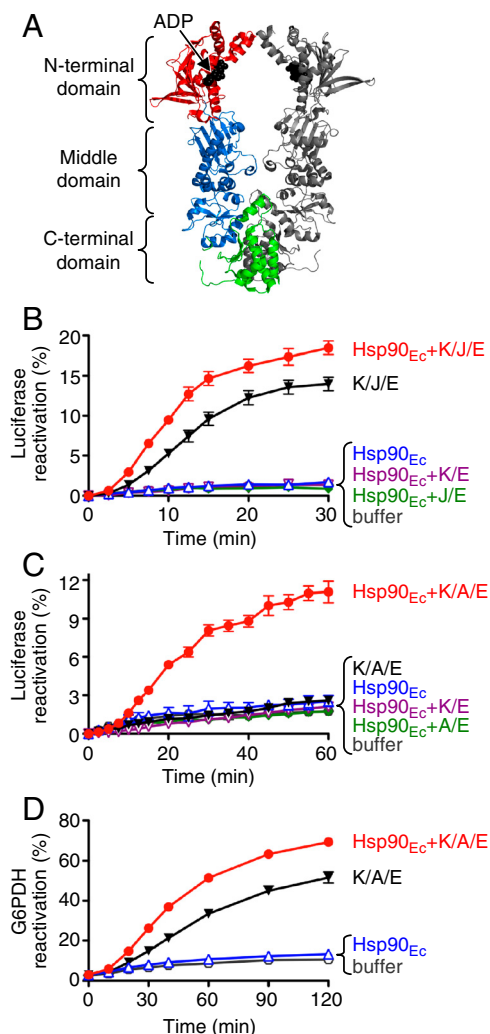 A
ADP
N-terminal
domain
Middle
domain
C-terminal
domain
B
Luciferase
reactivation (%)
20
15
10
5
0
0
10
20
30
Time (min)
Hsp90Ec+K/J/E
K/J/E
Hsp90Ec
Hsp90Ec+K/E
Hsp90Ec+J/E
buffer
C
Luciferase
reactivation (%)
12
9
6
3
0
0
20
40
60
Time (min)
Hsp90Ec+K/A/E
K/A/E
Hsp90Ec
Hsp90Ec+K/E
Hsp90Ec+A/E
buffer
D
G6PDH
reactivation (%)
80
60
40
20
0
0
30
60
90
120
Time (min)
Hsp90Ec+K/A/E
K/A/E
Hsp90Ec
buffer